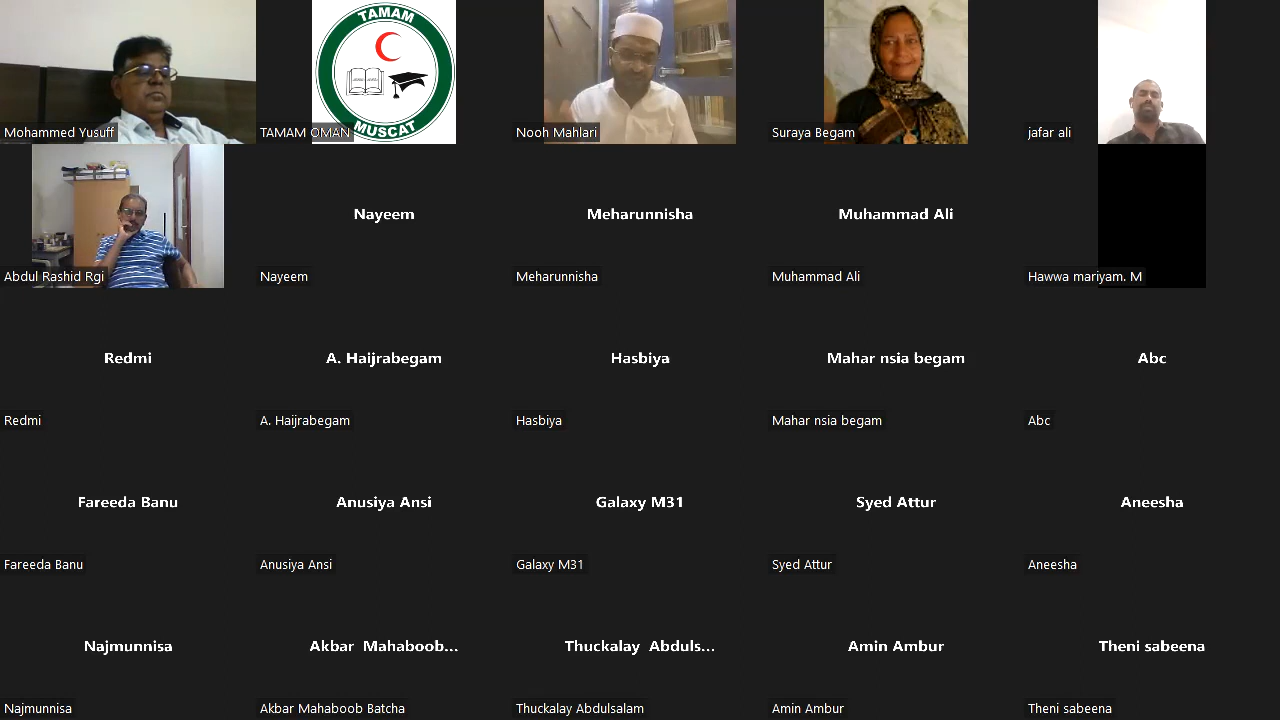 Mohammed Yusuff
TAMAM
MUSCAT
TAMAM OMAN
Nooh Mahlari
Suraya Begam
jafar ali
Abdul Rashid Rgi
Nayeem
Nayeem
Meharunnisha
Meharunnisha
Muhammad Ali
Muhammad Ali
Hawwa mariyam. M
Redmi
Redmi
A. Haijrabegam
A. Haijrabegam
Hasbiya
Hasbiya
Mahar nsia begam
Mahar nsia begam
Abc
Abc
Fareeda Banu
Fareeda Banu
Anusiya Ansi
Anusiya Ansi
Galaxy M31
Galaxy M31
Syed Attur
Syed Attur
Aneesha
Aneesha
Najmunnisa
Najmunnisa
Akbar Mahaboob...
Akbar Mahaboob Batcha
Thuckalay Abduls...
Thuckalay Abdulsalam
Amin Ambur
Amin Ambur
Theni sabeena
Theni sabeena